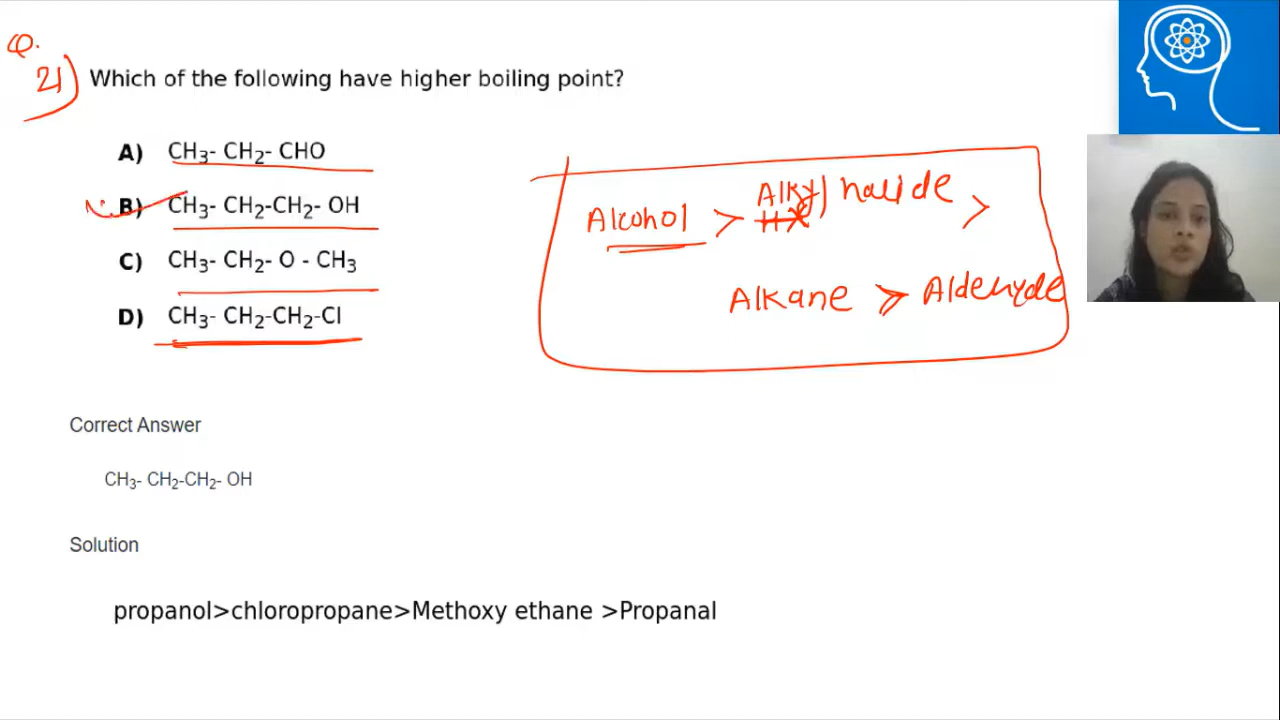 Q.
21)
Which of the following have higher boiling point?
A) CH3- CH2- CHO
B) CH3- CH2-CH2- OH
C) CH3- CH2- O - CH3
D) CH3- CH2-CH2-Cl
Alcohol > Alkyl halide >
Alkane > Aldehyde
Correct Answer
CH3- CH2-CH2- OH
Solution
propanol>chloropropane>Methoxy ethane >Propanal